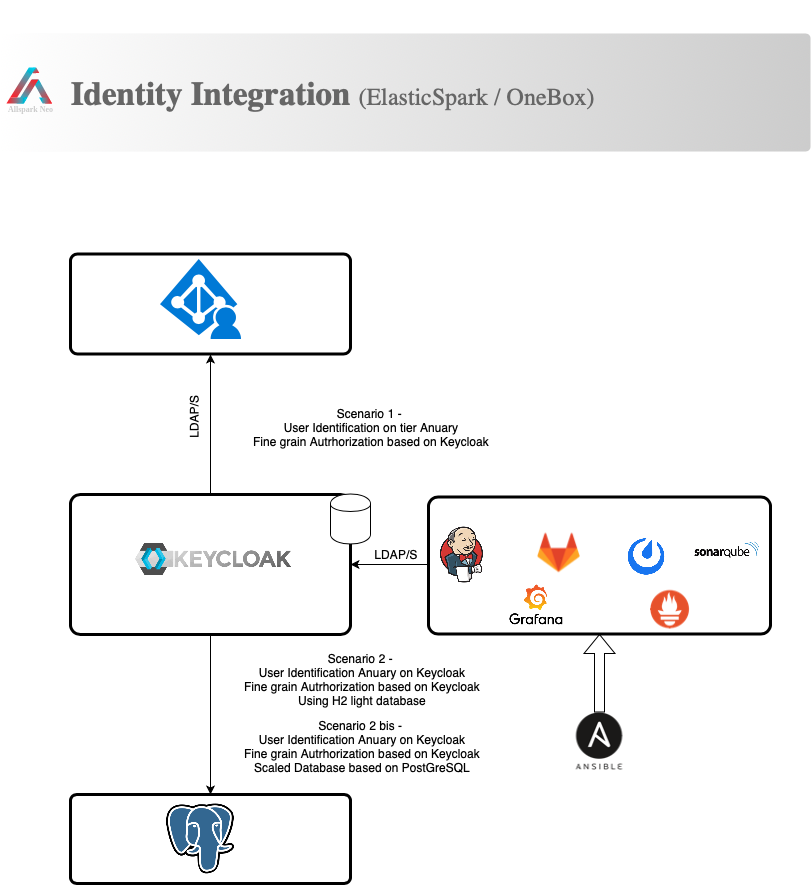 Identity Integration (ElasticSpark / OneBox)
Allspark Neo
LDAP/S
Scenario 1 -
User Identification on tier Anuary
Fine grain Autrhorization based on Keycloak
KEYCLOAK
LDAP/S
sonarqube
Grafana
Scenario 2 -
User Identification Anuary on Keycloak
Fine grain Autrhorization based on Keycloak
Using H2 light database
Scenario 2 bis -
User Identification Anuary on Keycloak
Fine grain Autrhorization based on Keycloak
Scaled Database based on PostGreSQL
A
ANSIBLE